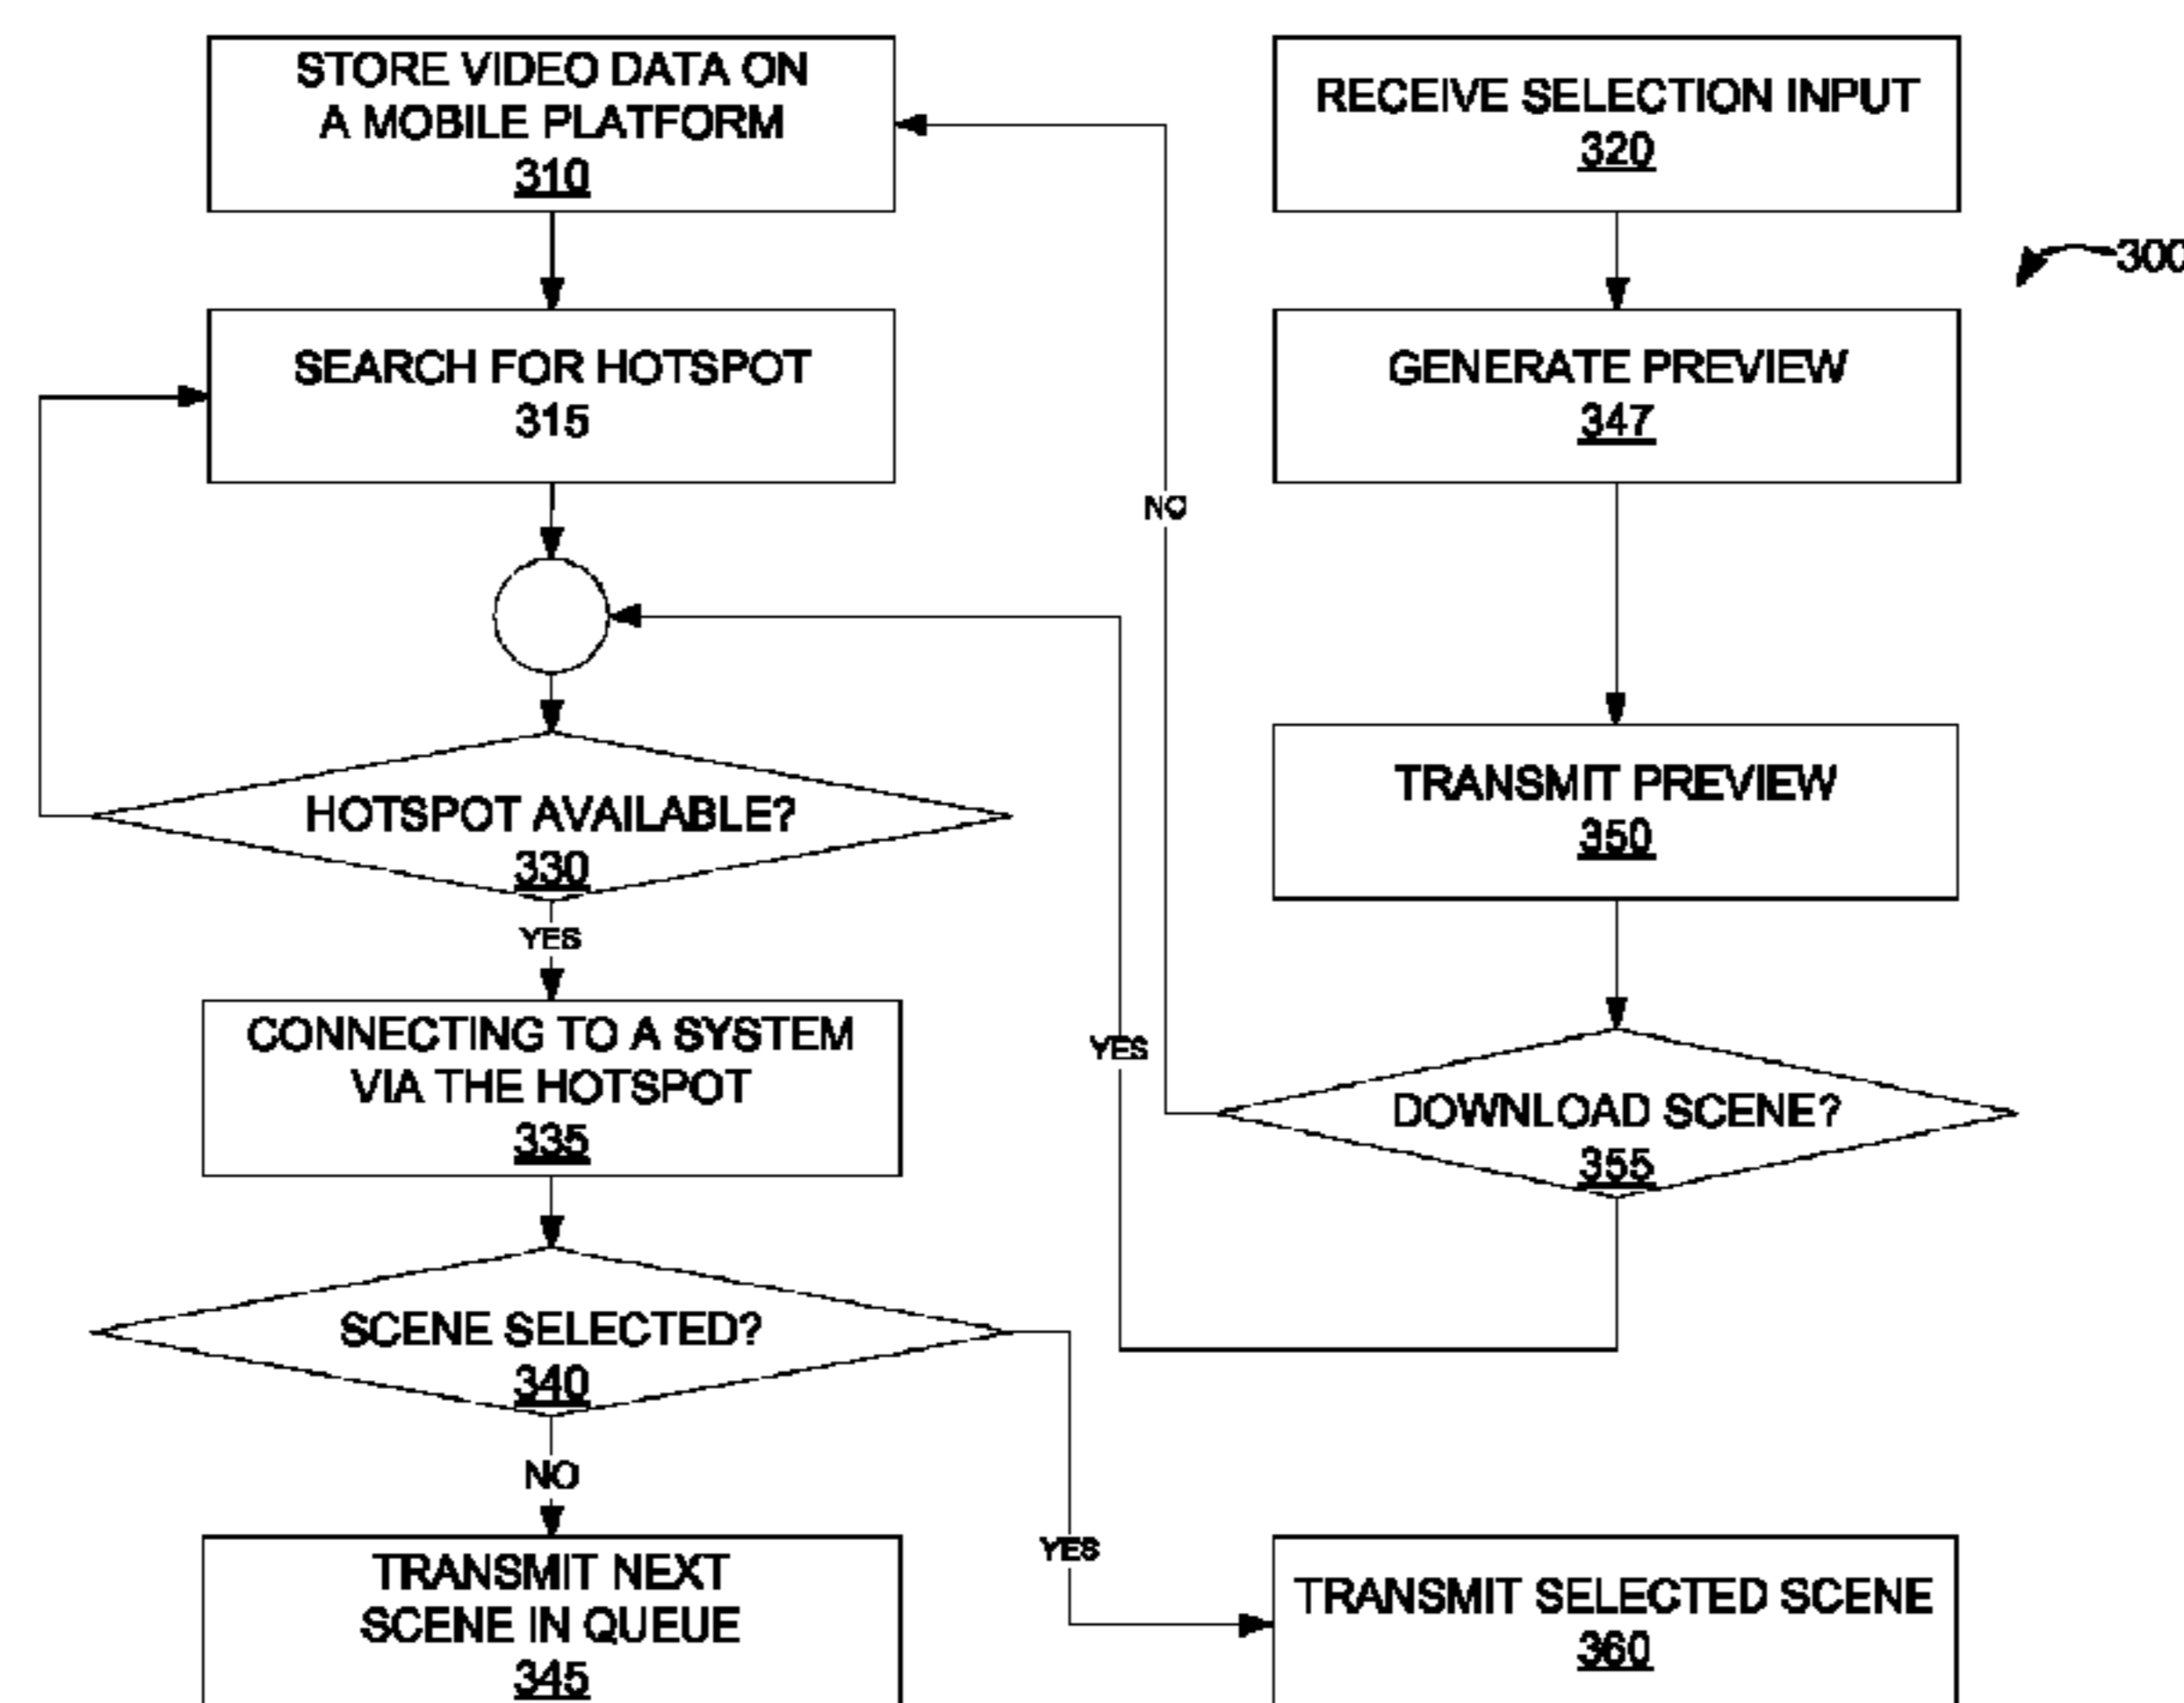 STORE VIDEO DATA ON
A MOBILE PLATFORM
310
SEARCH FOR HOTSPOT
315
HOTSPOT AVAILABLE?
330
YES
CONNECTING TO A SYSTEM
VIA THE HOTSPOT
335
SCENE SELECTED?
340
NO
TRANSMIT NEXT
SCENE IN QUEUE
345
YES
RECEIVE SELECTION INPUT
320
300
GENERATE PREVIEW
347
NO
TRANSMIT PREVIEW
350
YES
DOWNLOAD SCENE?
355
TRANSMIT SELECTED SCENE
360